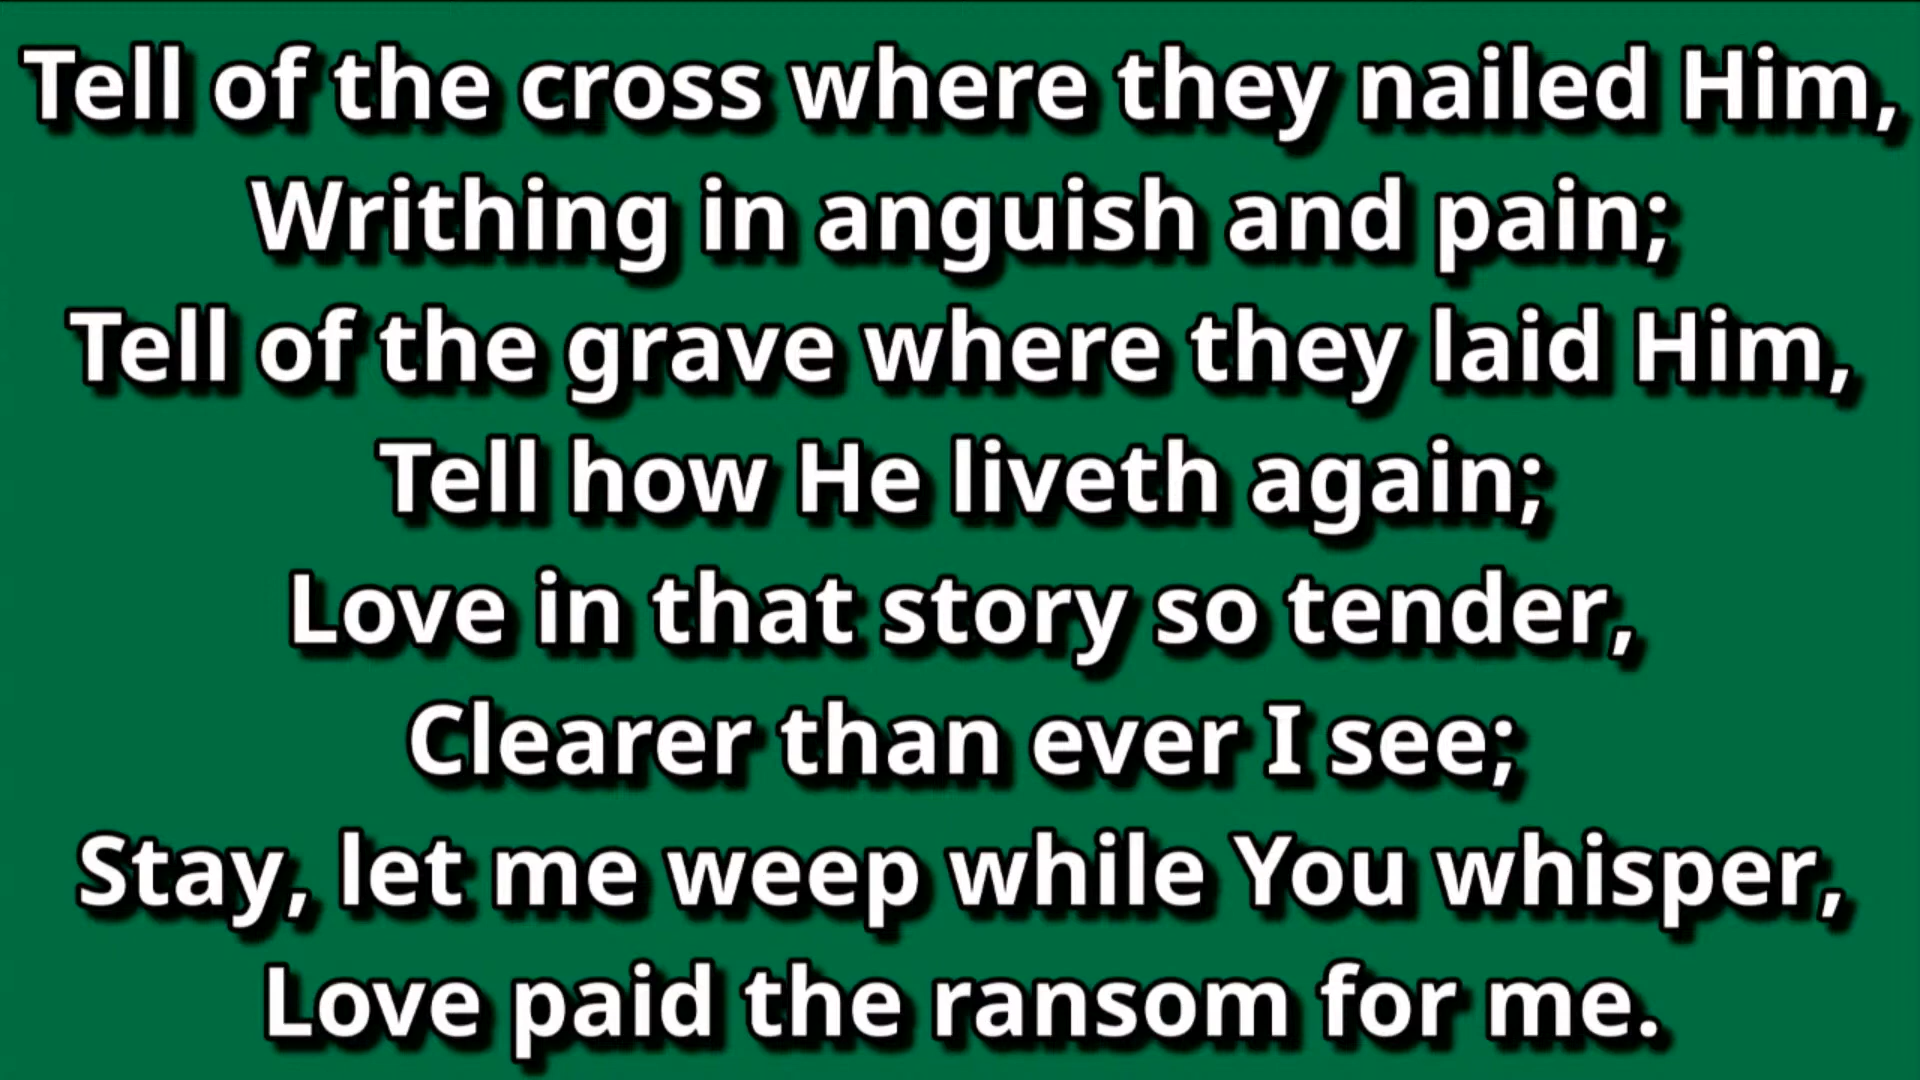 Tell of the cross where they nailed Him,
Writhing in anguish and pain;
Tell of the grave where they laid Him,
Tell how He liveth again;
Love in that story so tender,
Clearer than ever I see;
Stay, let me weep while You whisper,
Love paid the ransom for me.